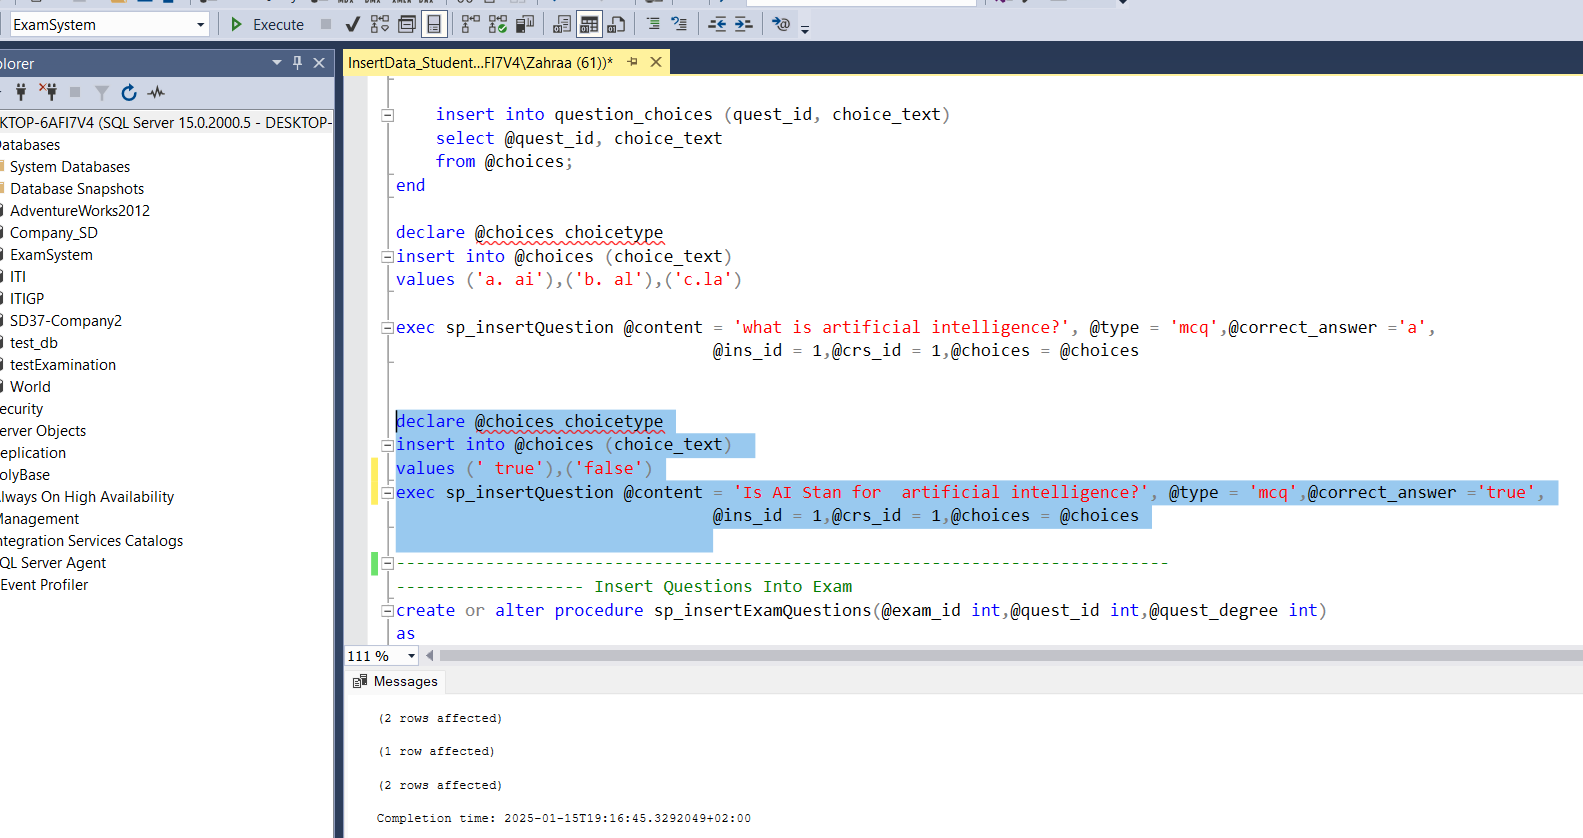 ExamSystem
Execute
plorer
InsertData_Student...FI7V4\Zahraa (61))*
KTOP-6AFI7V4 (SQL Server 15.0.2000.5 - DESKTOP-
atabases
System Databases
Database Snapshots
AdventureWorks2012
Company_SD
ExamSystem
ITI
ITIGP
SD37-Company2
test_db
testExamination
World
ecurity
erver Objects
eplication
olyBase
lways On High Availability
Management
ntegration Services Catalogs
QL Server Agent
Event Profiler
insert into question_choices (quest_id, choice_text)
select @quest_id, choice_text
from @choices;
end
declare @choices choicetype
insert into @choices (choice_text)
values ('a. ai'),('b. al'),('c.la')
exec sp_insertQuestion @content = 'what is artificial intelligence?', @type = 'mcq',@correct_answer ='a',
@ins_id = 1,@crs_id = 1,@choices = @choices
declare @choices choicetype
insert into @choices (choice_text)
values (' true'),('false')
exec sp_insertQuestion @content = 'Is AI Stan for  artificial intelligence?', @type = 'mcq',@correct_answer ='true',
@ins_id = 1,@crs_id = 1,@choices = @choices
------------------------------------------------------------------------------
------------------- Insert Questions Into Exam
create or alter procedure sp_insertExamQuestions(@exam_id int,@quest_id int,@quest_degree int)
as
111 %
Messages
(2 rows affected)
(1 row affected)
(2 rows affected)
Completion time: 2025-01-15T19:16:45.3292049+02:00